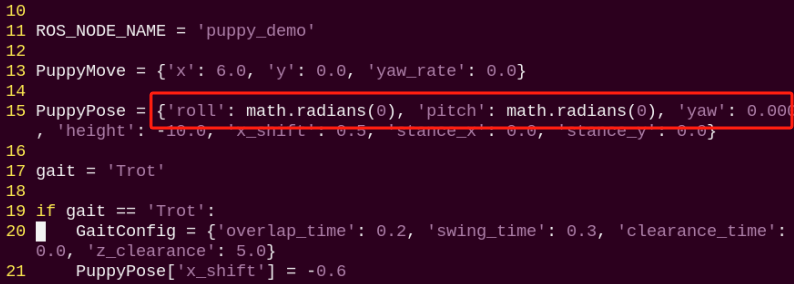 10
11 ROS_NODE_NAME = 'puppy_demo'
12
13 PuppyMove = {'x': 6.0, 'y': 0.0, 'yaw_rate': 0.0}
14
15 PuppyPose = {'roll': math.radians(0), 'pitch': math.radians(0), 'yaw': 0.000
, 'height': -10.0, 'x_shift': 0.5, 'stance_x': 0.0, 'stance_y': 0.0}
16
17 gait = 'Trot'
18
19 if gait == 'Trot':
20 GaitConfig = {'overlap_time': 0.2, 'swing_time': 0.3, 'clearance_time':
0.0, 'z_clearance': 5.0}
21 PuppyPose['x_shift'] = -0.6